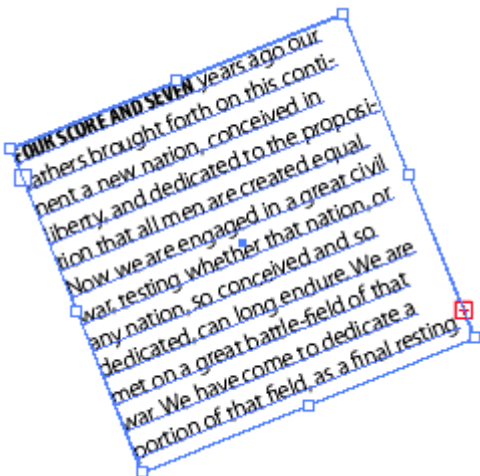 FOUR SCORE AND SEVEN years ago our
athers brought forth on this conti-
nent a new nation, conceived in
liberty, and dedicated to the proposi-
tion that all men are created equal.
Now we are engaged in a great civil
war, testing whether that nation, or
any nation, so conceived and so
dedicated, can long endure. We are
met on a great battle-field of that
war. We have come to dedicate a
portion of that field, as a final resting